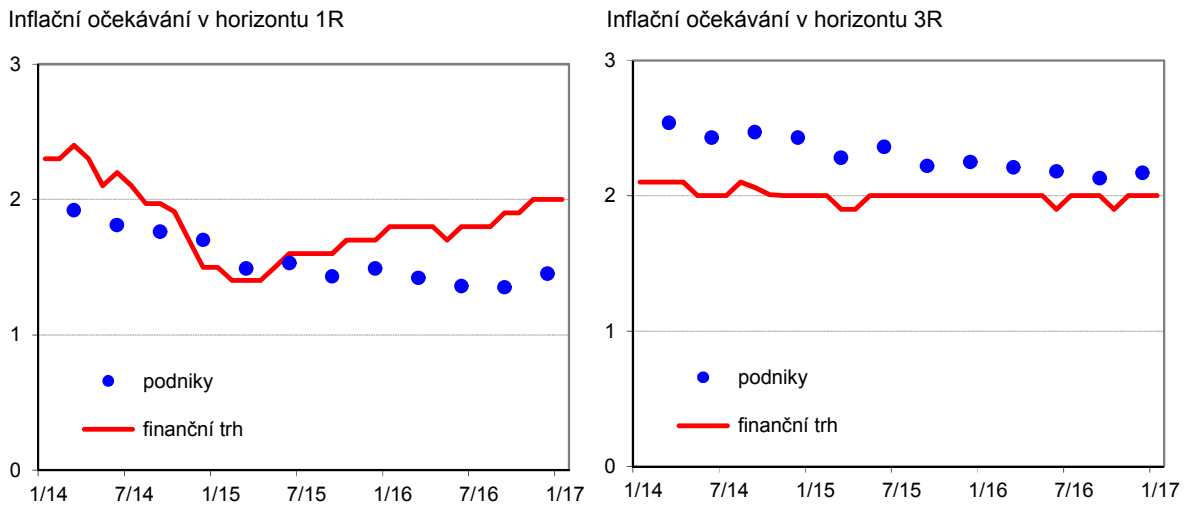 Inflační očekávání v horizontu 1R
3
2
1
0
podniky
finanční trh
1/14 7/14 1/15 7/15 1/16 7/16 1/17
Inflační očekávání v horizontu 3R
3
2
1
0
podniky
finanční trh
1/14 7/14 1/15 7/15 1/16 7/16 1/17